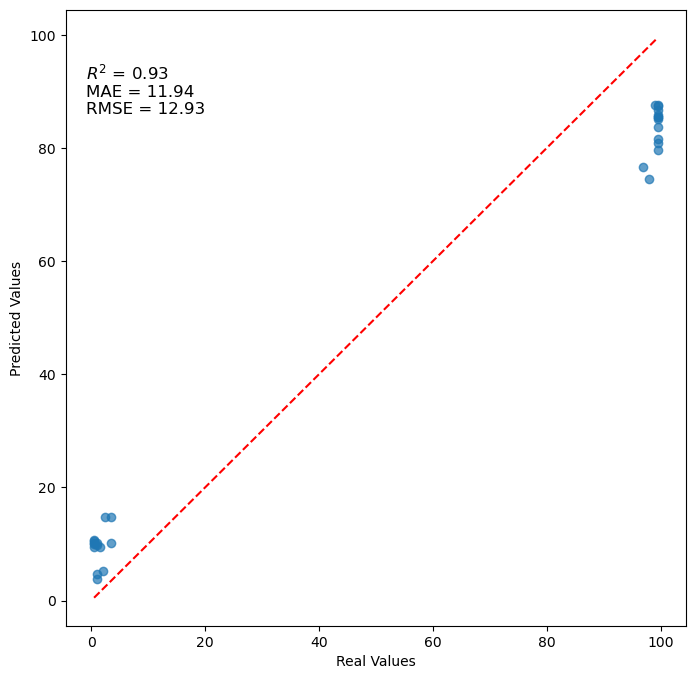 R² = 0.93
MAE = 11.94
RMSE = 12.93
100
80
60
40
20
0
Predicted Values
0 20 40 60 80 100
Real Values